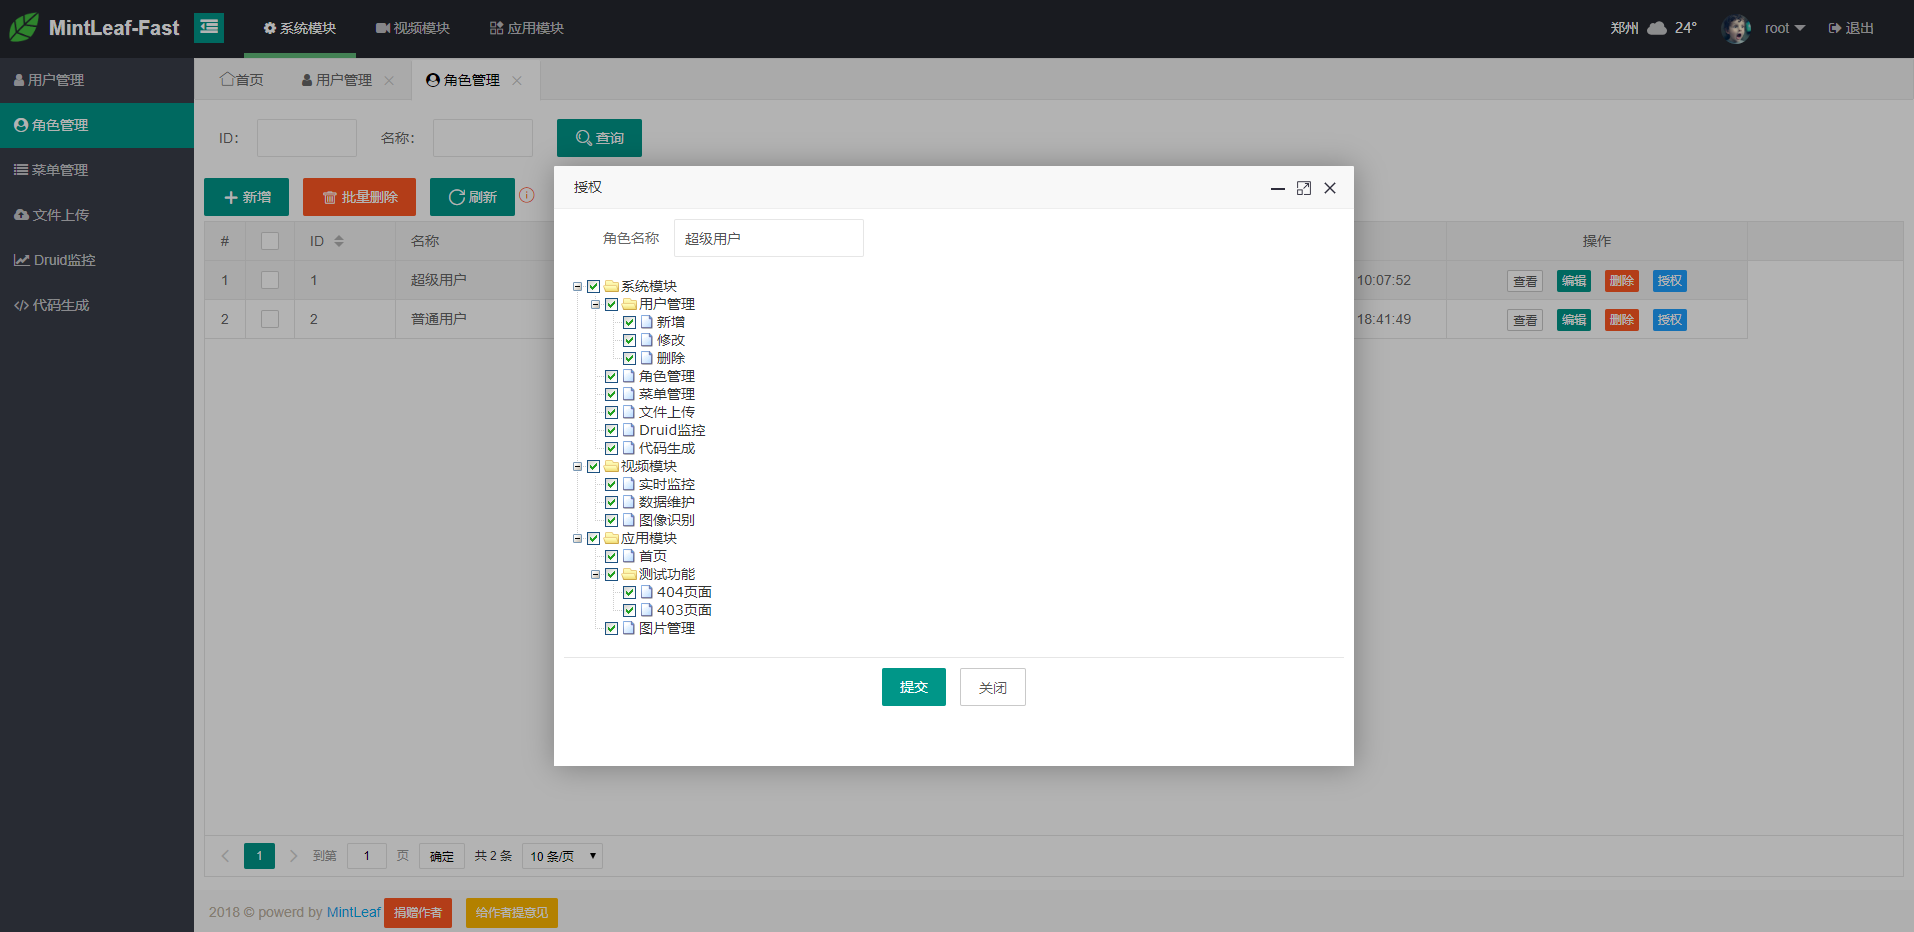 MintLeaf-Fast 系统模块 视频模块 应用模块 郑州 24° root 退出
用户管理
角色管理
菜单管理
文件上传
Druid监控
代码生成
首页 用户管理 角色管理
ID: 名称: 查询
新增 批量删除 刷新
# ID 名称 操作
1 1 超级用户 10:07:52 查看 编辑 删除 授权
2 2 普通用户 18:41:49 查看 编辑 删除 授权
授权
角色名称 超级用户
系统模块
用户管理
新增
修改
删除
角色管理
菜单管理
文件上传
Druid监控
代码生成
视频模块
实时监控
数据维护
图像识别
应用模块
首页
测试功能
404页面
403页面
图片管理
提交 关闭
1 到第 1 页 确定 共 2 条 10 条/页
2018 © powerd by MintLeaf 捐赠作者 给作者提意见